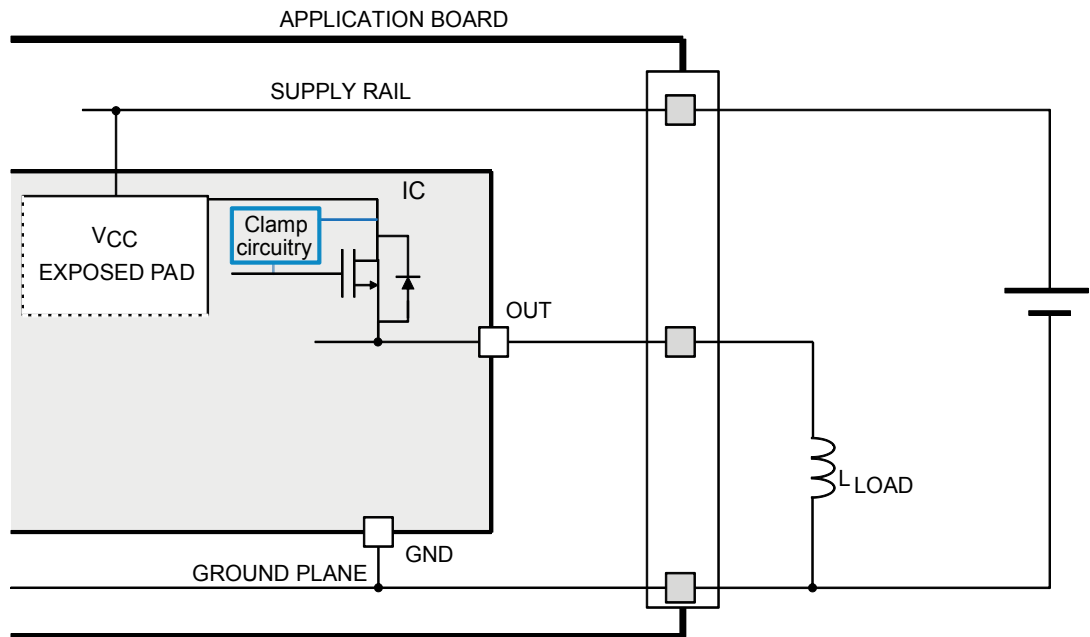 APPLICATION BOARD
SUPPLY RAIL
IC
VCC
EXPOSED PAD
Clamp
circuitry
OUT
LLOAD
GND
GROUND PLANE